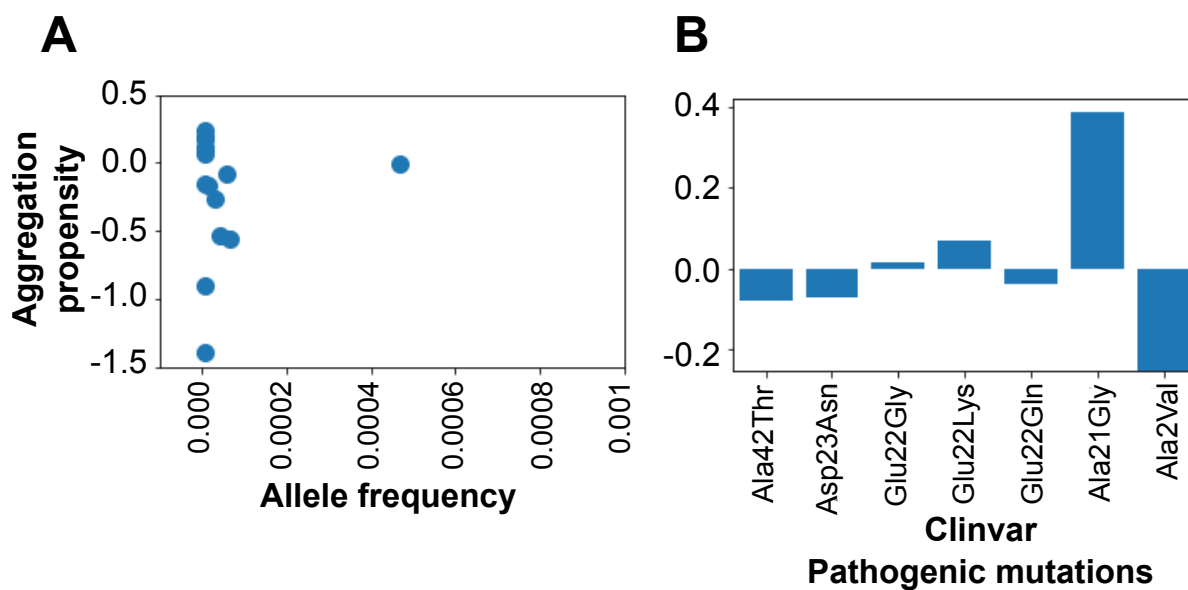 A
B
Aggregation
propensity
0.5
0.0
-0.5
-1.0
-1.5
0.000
0.0002
0.0004
0.0006
0.0008
0.001
Allele frequency
0.4
0.2
0.0
-0.2
Ala42Thr
Asp23Asn
Glu22Gly
Glu22Lys
Glu22Gln
Ala21Gly
Ala2Val
Clinvar
Pathogenic mutations